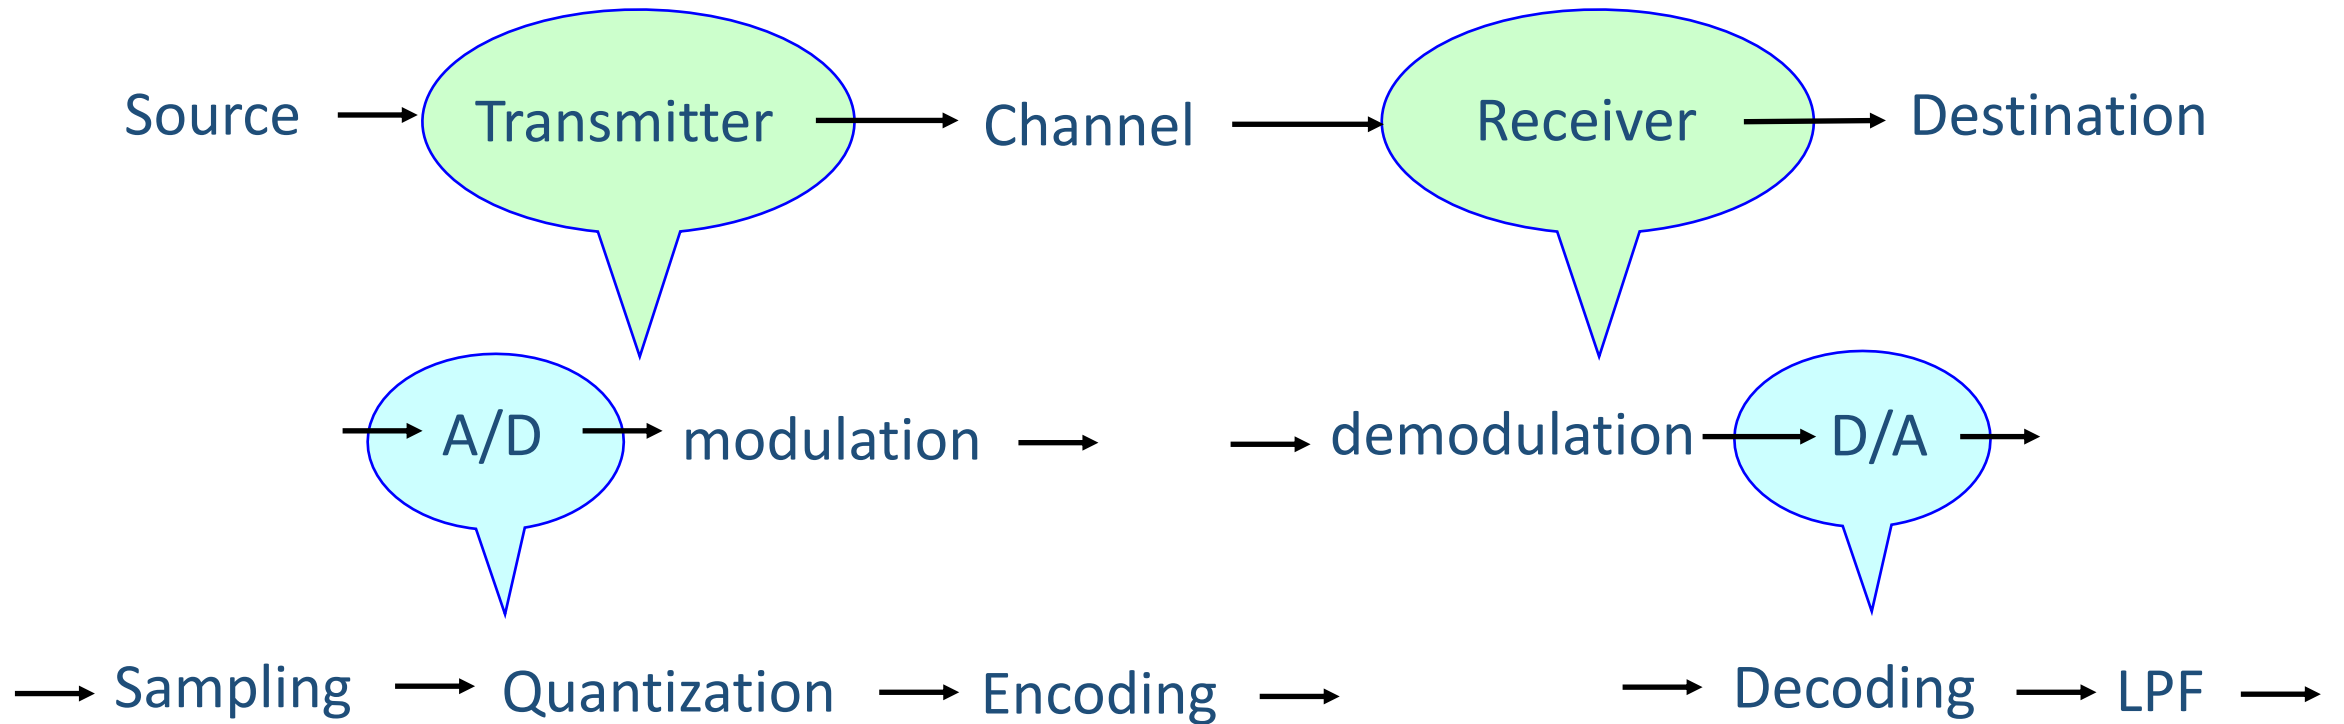 Source Transmitter Channel Receiver Destination
A/D modulation demodulation D/A
Sampling Quantization Encoding Decoding LPF